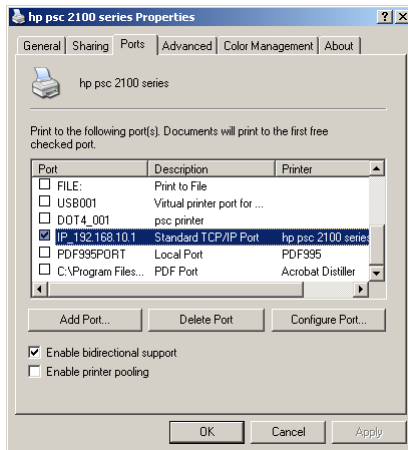 hp psc 2100 series Properties
General Sharing Ports Advanced Color Management About
hp psc 2100 series
Print to the following port(s). Documents will print to the first free
checked port.
Port Description Printer
FILE: Print to File
USB001 Virtual printer port for ...
DOT4_001 psc printer
IP_192.168.10.1 Standard TCP/IP Port hp psc 2100 series
PDF995PORT Local Port PDF995
C:\Program Files... PDF Port Acrobat Distiller
Add Port... Delete Port Configure Port...
Enable bidirectional support
Enable printer pooling
OK Cancel Apply